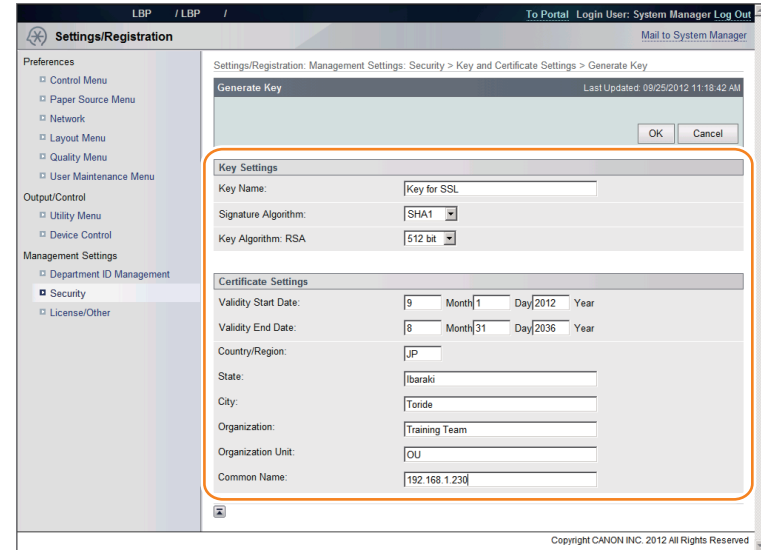 LBP / LBP /
To Portal Login User: System Manager Log Out
Settings/Registration
Mail to System Manager
Preferences
Control Menu
Paper Source Menu
Network
Layout Menu
Quality Menu
User Maintenance Menu
Output/Control
Utility Menu
Device Control
Management Settings
Department ID Management
Security
License/Other
Settings/Registration: Management Settings: Security > Key and Certificate Settings > Generate Key
Generate Key Last Updated: 09/25/2012 11:18:42 AM
OK Cancel
Key Settings
Key Name: Key for SSL
Signature Algorithm: SHA1
Key Algorithm: RSA 512 bit
Certificate Settings
Validity Start Date: 9 Month 1 Day 2012 Year
Validity End Date: 8 Month 31 Day 2036 Year
Country/Region: JP
State: Ibaraki
City: Toride
Organization: Training Team
Organization Unit: OU
Common Name: 192.168.1.230
Copyright CANON INC. 2012 All Rights Reserved